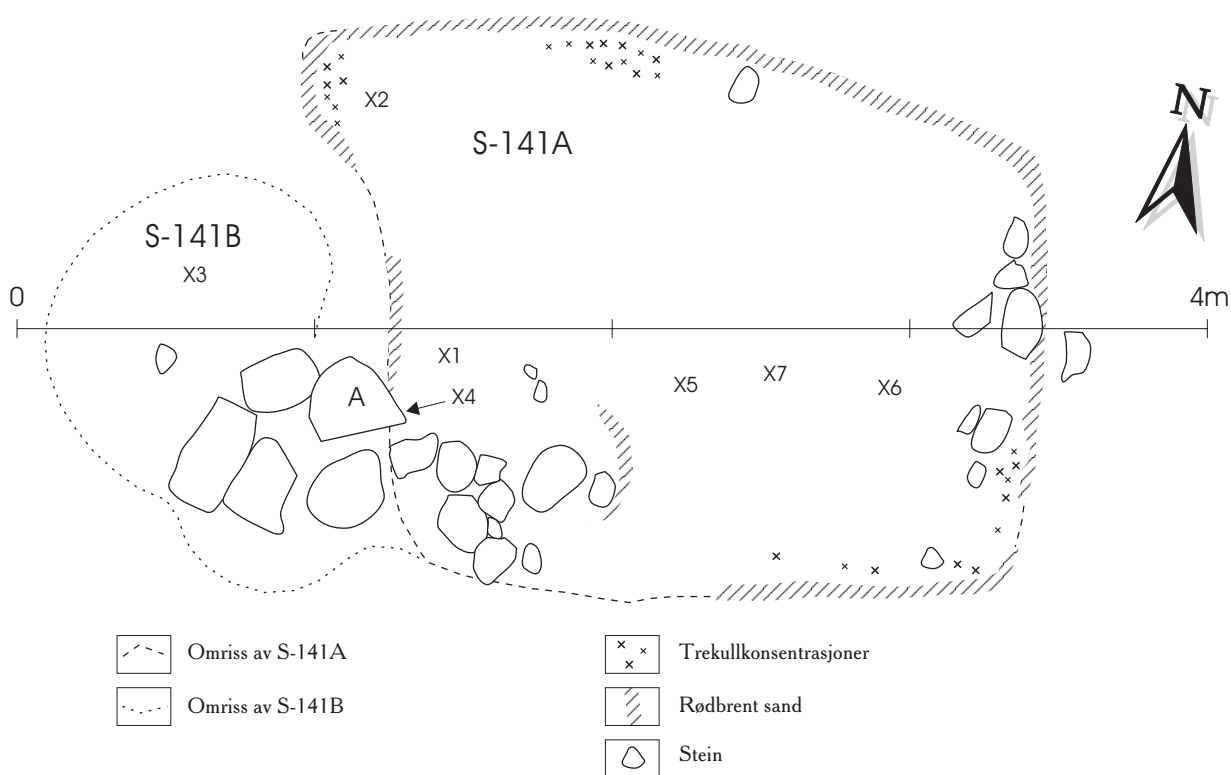 N
X2
S-141A
S-141B
X3
0
4m
X1
A
X4
X5
X7
X6
Omriss av S-141A
Omriss av S-141B
Trekullkonsentrasjoner
Rødbrent sand
Stein